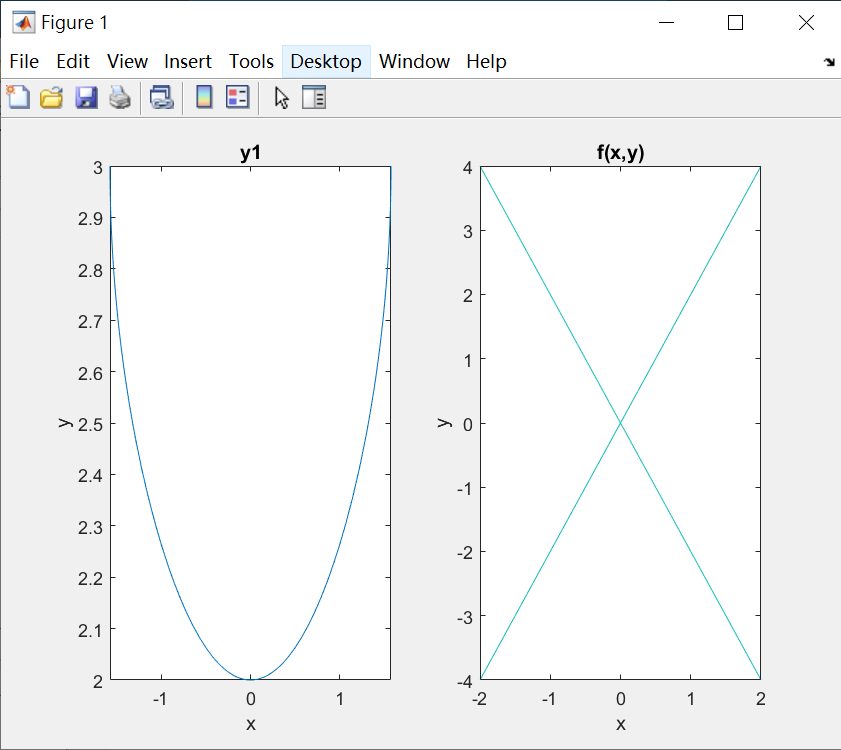 Figure 1
File Edit View Insert Tools Desktop Window Help
y1
3
2.9
2.8
2.7
2.6
2.5
2.4
2.3
2.2
2.1
2
y
-1 0 1
x
f(x,y)
4
3
2
1
0
-1
-2
-3
-4
y
-2 -1 0 1 2
x